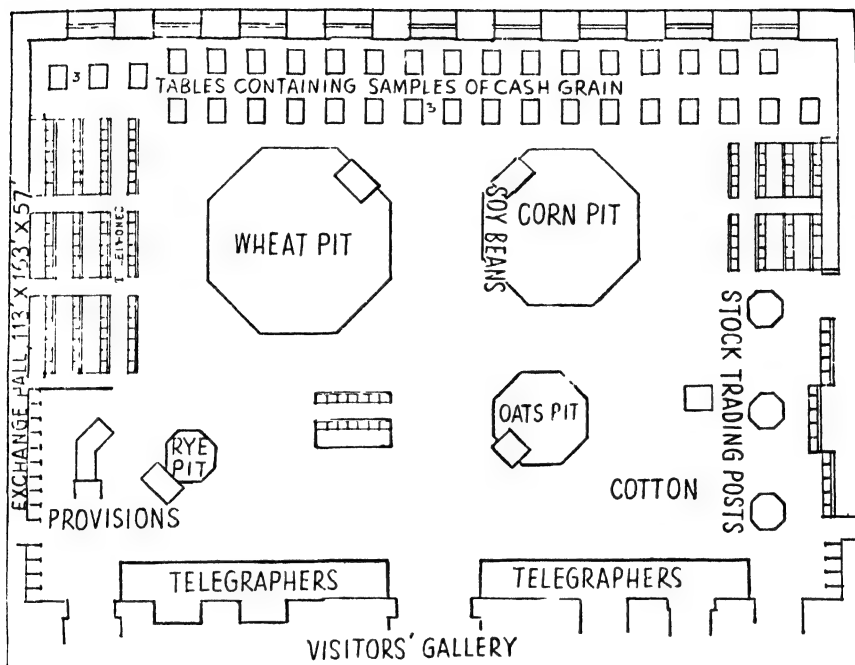 3
TABLES CONTAINING SAMPLES OF CASH GRAIN
3
EXCHANGE HALL 113' X 163' X 57'
WHEAT PIT
SOY BEANS
CORN PIT
STOCK TRADING POSTS
RYE
PIT
OATS PIT
PROVISIONS
COTTON
TELEGRAPHERS
TELEGRAPHERS
VISITORS' GALLERY